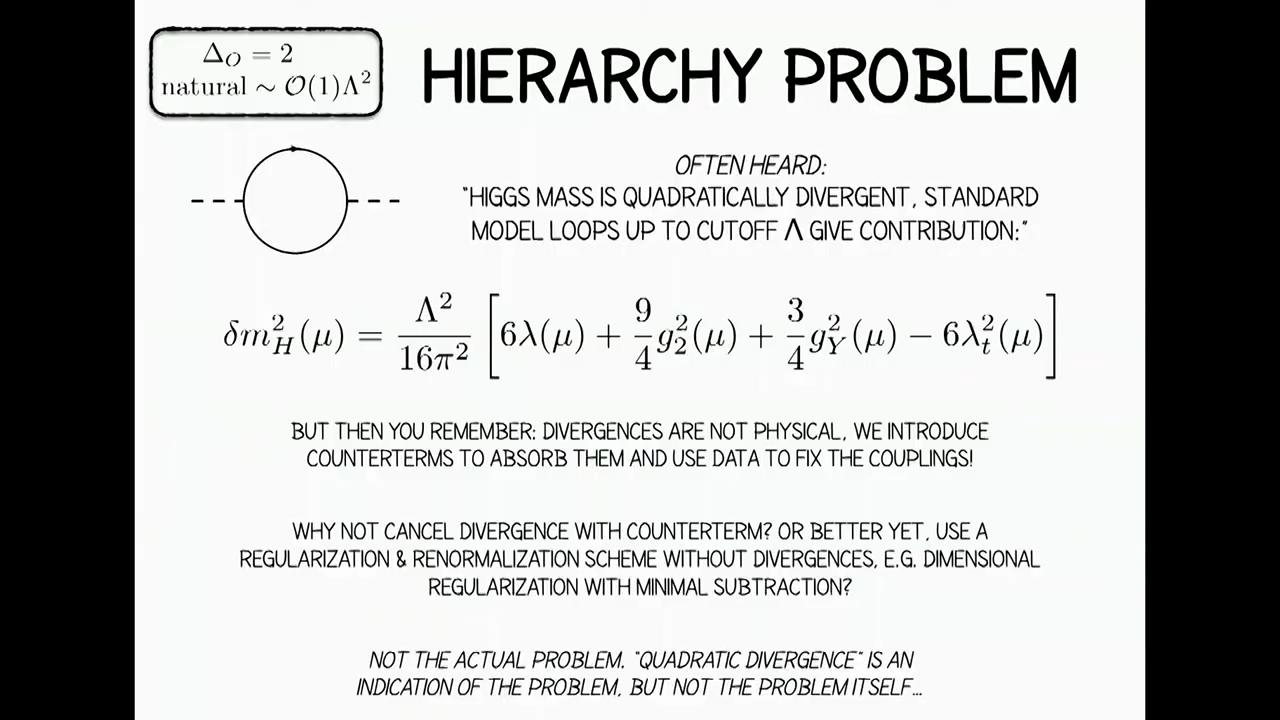 Δ_O = 2
natural ~ 𝒪(1)Λ²
HIERARCHY PROBLEM
OFTEN HEARD:
"HIGGS MASS IS QUADRATICALLY DIVERGENT, STANDARD
MODEL LOOPS UP TO CUTOFF Λ GIVE CONTRIBUTION:"
δm²_H(μ) = Λ²/16π² [6λ(μ) + 9/4 g²_2(μ) + 3/4 g²_Y(μ) − 6λ²_t(μ)]
BUT THEN YOU REMEMBER: DIVERGENCES ARE NOT PHYSICAL, WE INTRODUCE
COUNTERTERMS TO ABSORB THEM AND USE DATA TO FIX THE COUPLINGS!
WHY NOT CANCEL DIVERGENCE WITH COUNTERTERM? OR BETTER YET, USE A
REGULARIZATION & RENORMALIZATION SCHEME WITHOUT DIVERGENCES, E.G. DIMENSIONAL
REGULARIZATION WITH MINIMAL SUBTRACTION?
NOT THE ACTUAL PROBLEM. "QUADRATIC DIVERGENCE" IS AN
INDICATION OF THE PROBLEM, BUT NOT THE PROBLEM ITSELF...